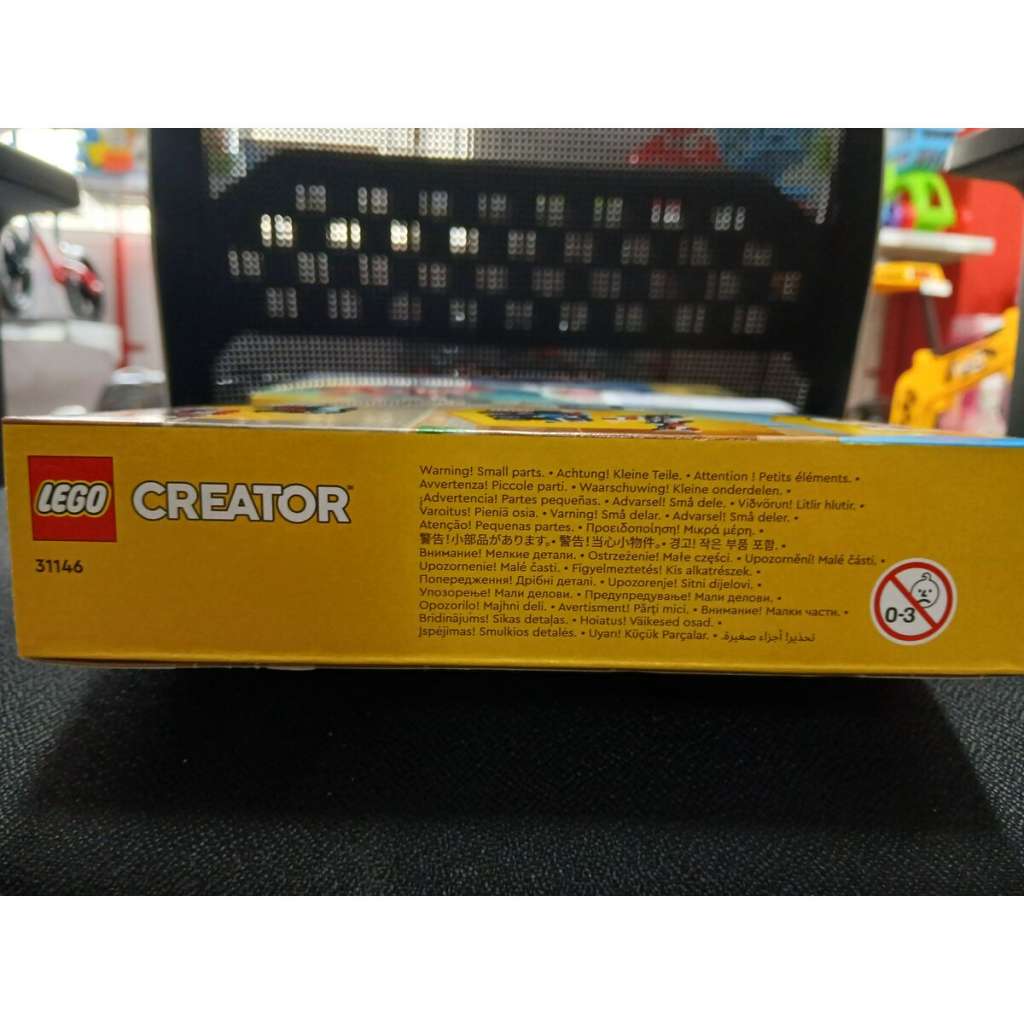 LEGO
CREATOR™
31146
Warning! Small parts. • Achtung! Kleine Teile. • Attention ! Petits éléments. •
Avvertenza! Piccole parti. • Waarschuwing! Kleine onderdelen. •
¡Advertencia! Partes pequeñas. • Advarsel! Små dele. • Viðvörun! Litlir hlutir. •
Varoitus! Pieniä osia. • Varning! Små delar. • Advarsel! Små deler. •
Atenção! Pequenas partes. • Προειδοποίηση! Μικρά μέρη. •
警告!小部品があります。• 警告!当心小物件。• 경고! 작은 부품 포함. •
Внимание! Мелкие детали. • Ostrzeżenie! Małe części. • Upozornění! Malé části. •
Upozornenie! Malé časti. • Figyelmeztetés! Kis alkatrészek. •
Попередження! Дрібні деталі. • Upozorenje! Sitni dijelovi. •
Упозорење! Мали делови. • Предупредување! Мали делови. •
Opozorilo! Majhni deli. • Avertisment! Părți mici. • Внимание! Малки части. •
Brīdinājums! Sīkas detaļas. • Hoiatus! Väikesed osad. •
Įspėjimas! Smulkios detalės. • Uyarı! Küçük Parçalar. • تحذير! أجزاء صغيرة. •
0-3